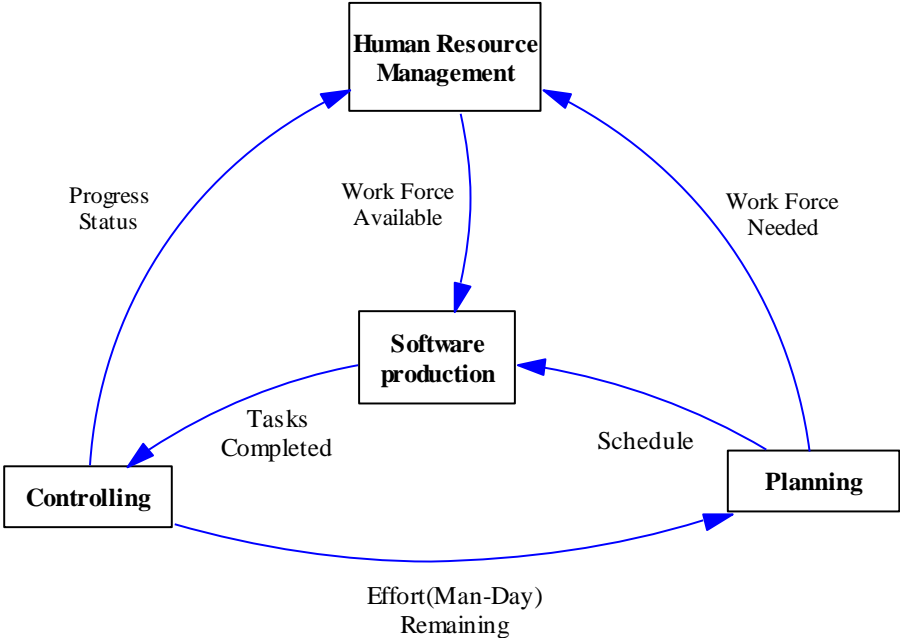 Human Resource
Management
Progress
Status
Work Force
Available
Work Force
Needed
Software
production
Tasks
Completed
Schedule
Controlling
Planning
Effort(Man-Day)
Remaining